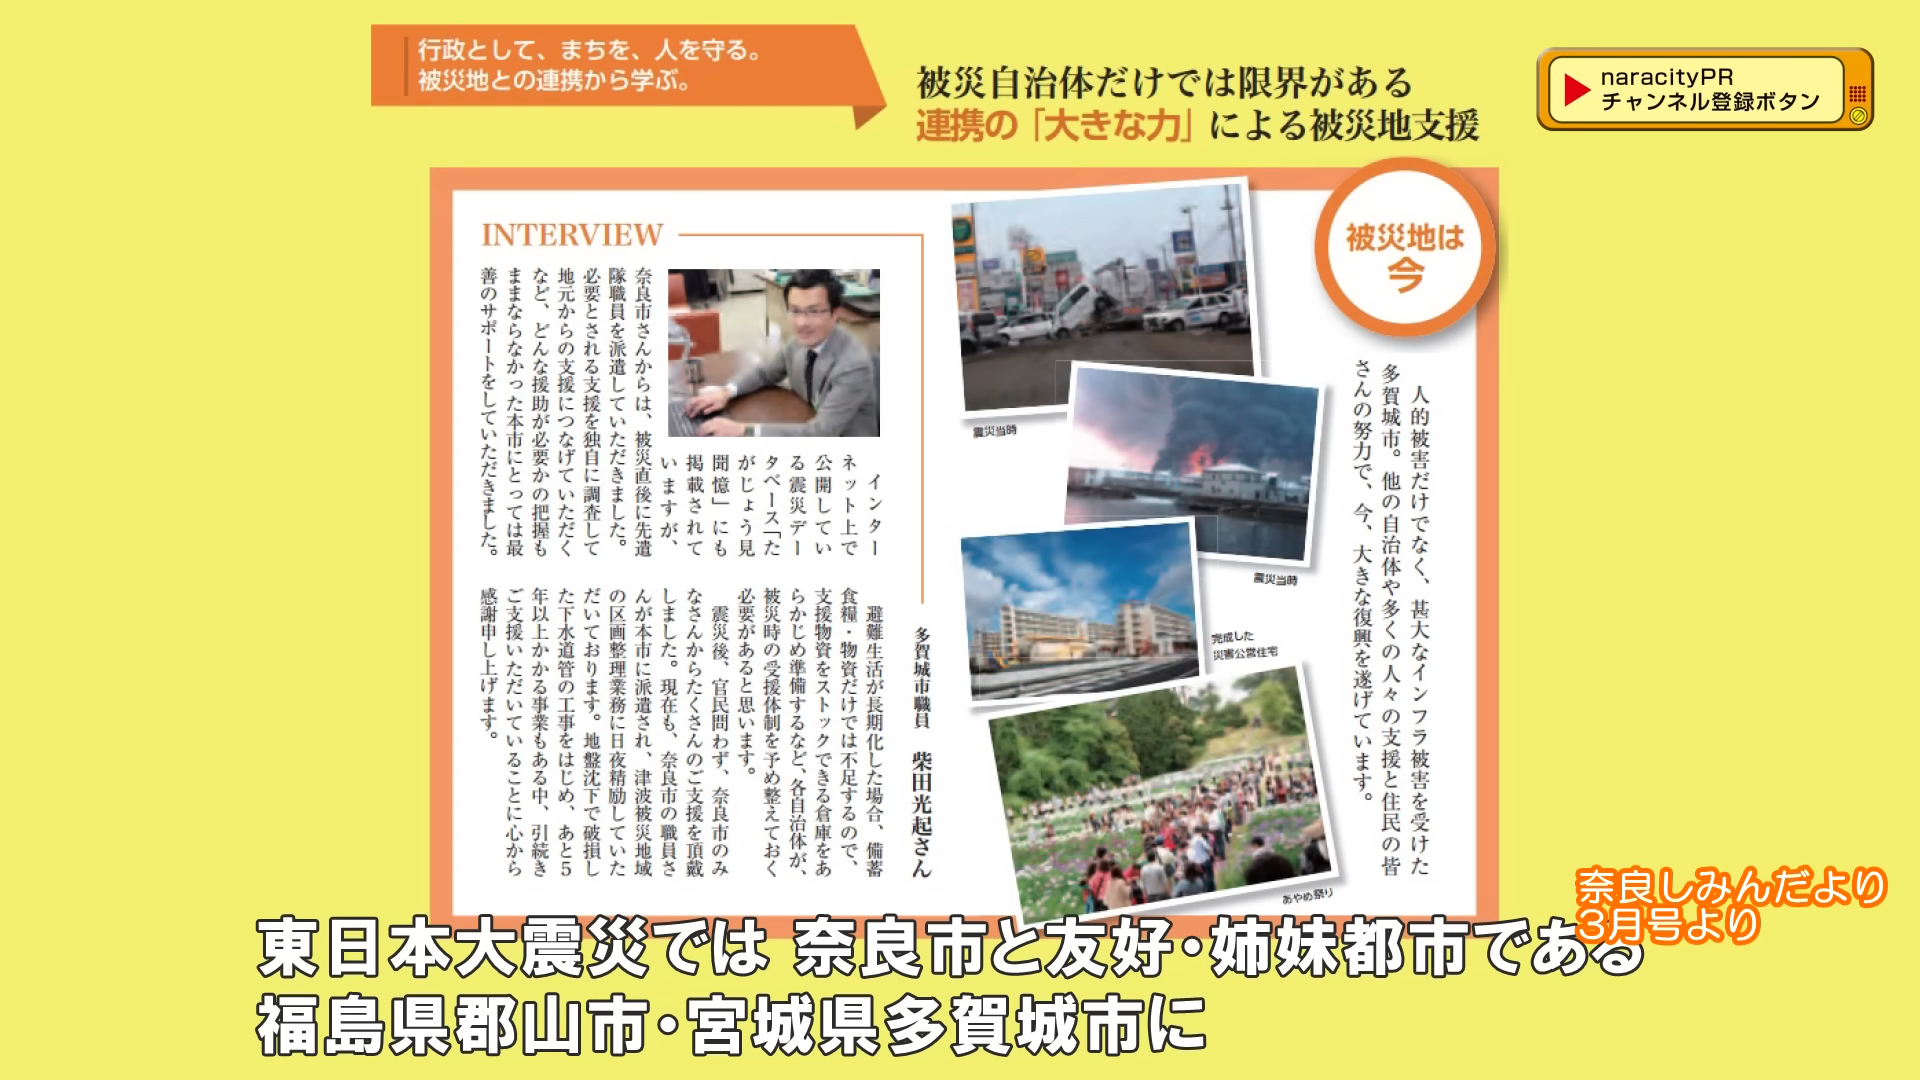 行政として、まちを、人を守る。
被災地との連携から学ぶ。
被災自治体だけでは限界がある
連携の「大きな力」による被災地支援
naracityPR
チャンネル登録ボタン
被災地は
今
人的被害だけでなく、甚大なインフラ被害を受けた
多賀城市。他の自治体や多くの人々の支援と住民の皆
さんの努力で、今、大きな復興を遂げています。
震災当時
震災当時
完成した
災害公営住宅
あやめ祭り
INTERVIEW
多賀城市職員 柴田光起さん
奈良市さんからは、被災直後に先遣
隊職員を派遣していただきました。
必要とされる支援を独自に調査して
地元からの支援につなげていただく
など、どんな援助が必要かの把握も
ままならなかった本市にとっては最
善のサポートをしていただきました。
インター
ネット上で
公開してい
る震災デー
タベース「た
がじょう見
聞憶」にも
掲載されて
いますが、
避難生活が長期化した場合、備蓄
食糧・物資だけでは不足するので、
支援物資をストックできる倉庫をあ
らかじめ準備するなど、各自治体が、
被災時の受援体制を予め整えておく
必要があると思います。
震災後、官民問わず、奈良市のみ
なさんからたくさんのご支援を頂戴
しました。現在も、奈良市の職員さ
んが本市に派遣され、津波被災地域
の区画整理業務に日夜精励していた
だいております。地盤沈下で破損し
た下水道管の工事をはじめ、あと5
年以上かかる事業もある中、引続き
ご支援いただいていることに心から
感謝申し上げます。
奈良しみんだより
3月号より
東日本大震災では 奈良市と友好・姉妹都市である
福島県郡山市・宮城県多賀城市に